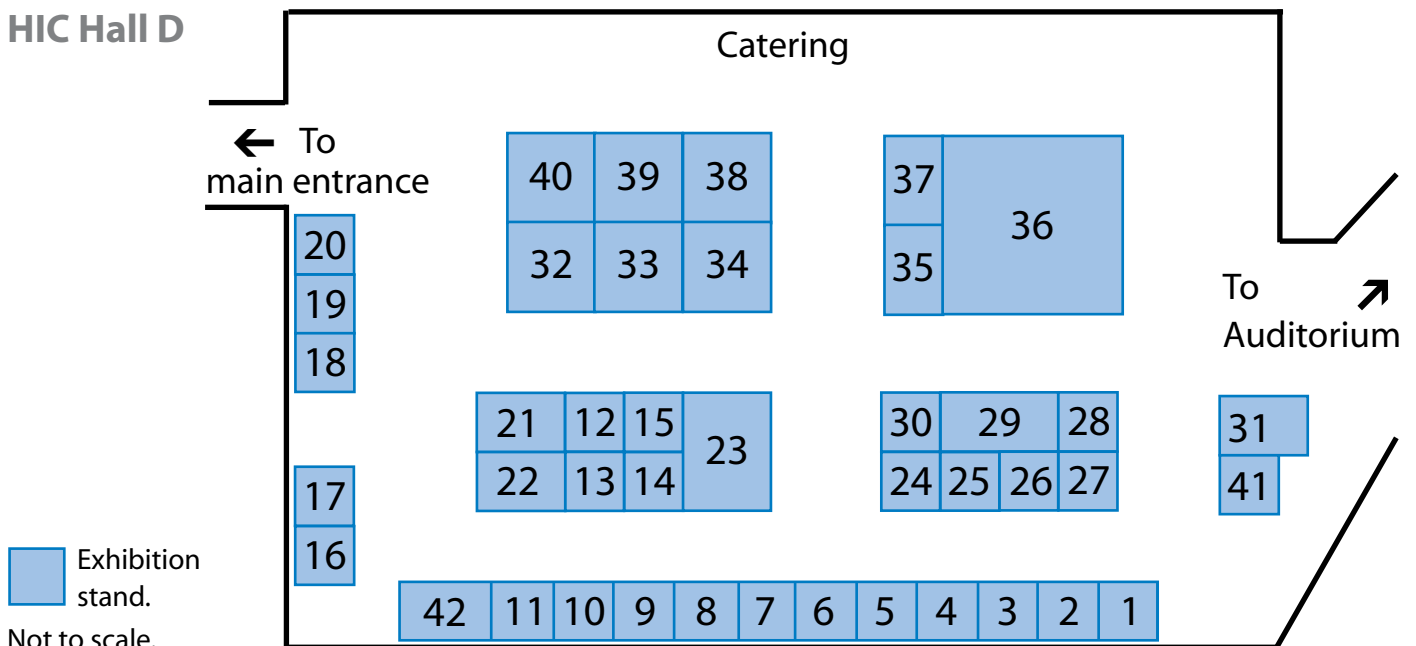 HIC Hall D
Catering
← To
main entrance
40 39 38
37
36
20
32 33 34
35
19
To ↗
Auditorium
18
21 12 15
23
30 29 28
31
22 13 14
24 25 26 27
41
17
16
Exhibition
stand.
42 11 10 9 8 7 6 5 4 3 2 1
Not to scale.